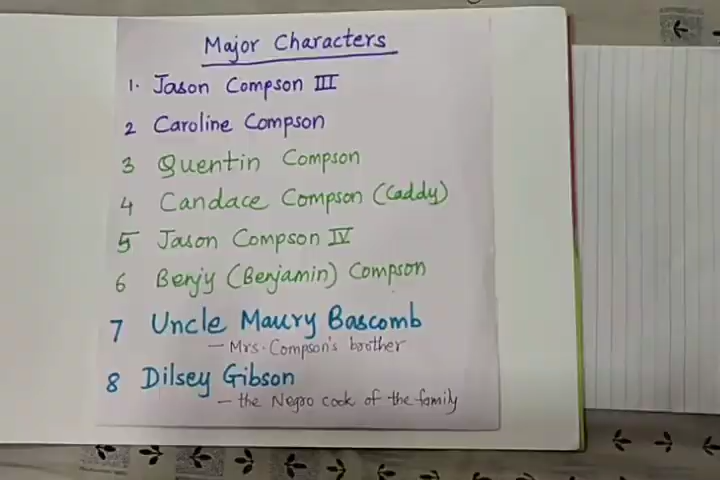 Major Characters
1. Jason Compson III
2 Caroline Compson
3 Quentin Compson
4 Candace Compson (Caddy)
5 Jason Compson IV
6 Benjy (Benjamin) Compson
7 Uncle Maury Bascomb
- Mrs. Compson's brother
8 Dilsey Gibson
- the Negro cook of the family